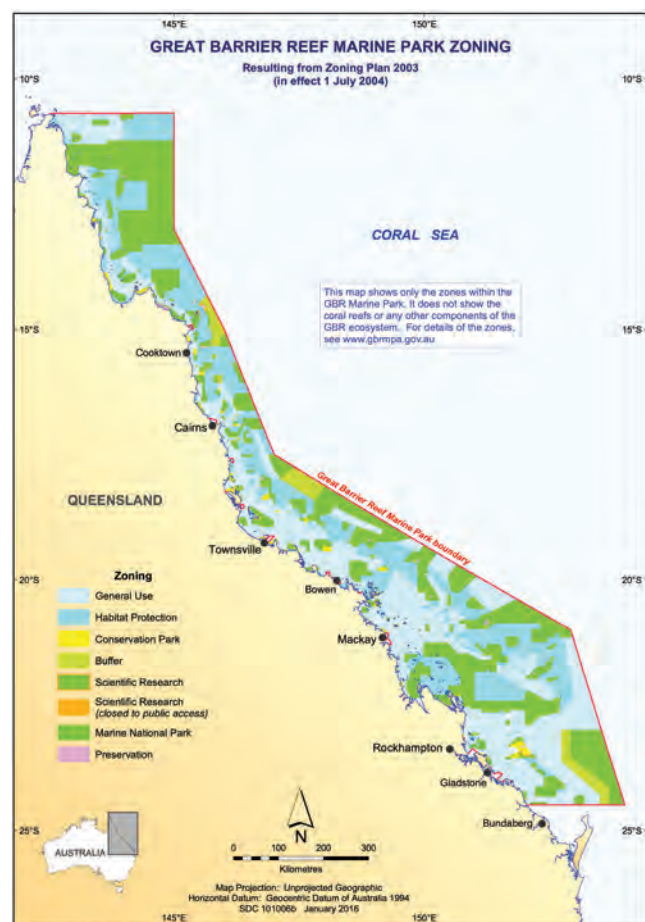 145°E 150°E
GREAT BARRIER REEF MARINE PARK ZONING
Resulting from Zoning Plan 2003
(in effect 1 July 2004)
10°S 10°S
CORAL SEA
This map shows only the zones within the
GBR Marine Park. It does not show the
coral reefs or any other components of the
GBR ecosystem. For details of the zones,
see www.gbrmpa.gov.au
15°S 15°S
Cooktown
Cairns
Great Barrier Reef Marine Park boundary
QUEENSLAND
Townsville
20°S
Bowen
Mackay
Rockhampton
Gladstone
Bundaberg
Zoning
General Use
Habitat Protection
Conservation Park
Buffer
Scientific Research
Scientific Research
(closed to public access)
Marine National Park
Preservation
20°S
25°S 25°S
AUSTRALIA
N
0 100 200 300
Kilometres
Map Projection: Unprojected Geographic
Horizontal Datum: Geocentric Datum of Australia 1994
SDC 101006b January 2016
145°E 150°E